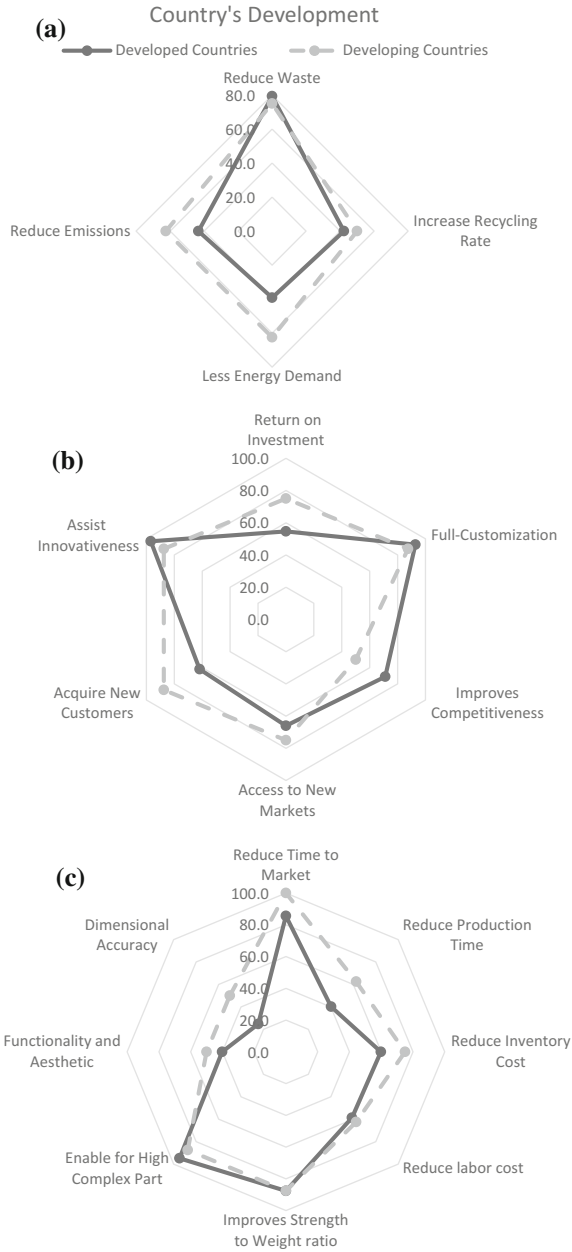 Country's Development
(a)
Developed Countries
Developing Countries
Reduce Waste
80.0
60.0
40.0
20.0
0.0
Reduce Emissions
Increase Recycling
Rate
Less Energy Demand
(b)
Return on
Investment
100.0
80.0
60.0
40.0
20.0
0.0
Assist
Innovativeness
Full-Customization
Acquire New
Customers
Improves
Competitiveness
Access to New
Markets
(c)
Reduce Time to
Market
100.0
80.0
60.0
40.0
20.0
0.0
Dimensional
Accuracy
Reduce Production
Time
Functionality and
Aesthetic
Reduce Inventory
Cost
Enable for High
Complex Part
Reduce labor cost
Improves Strength
to Weight ratio